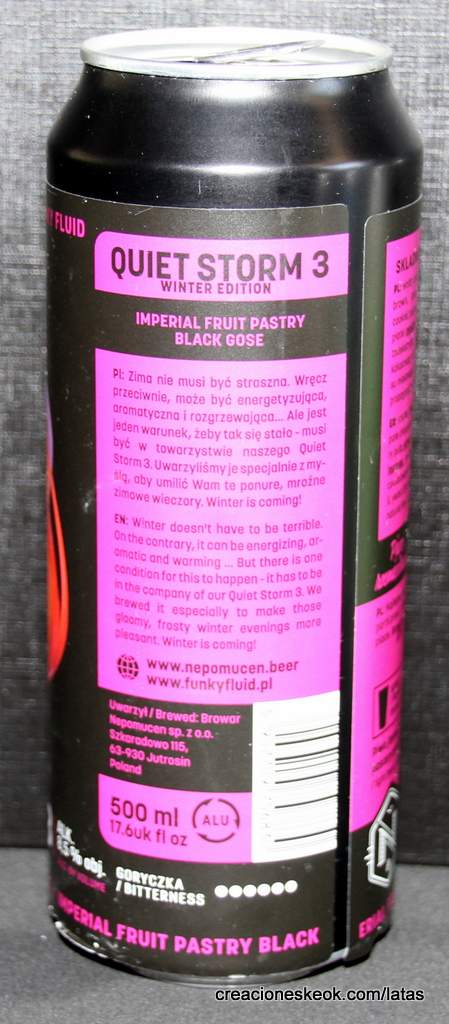 FLUID
QUIET STORM 3
WINTER EDITION
IMPERIAL FRUIT PASTRY
BLACK GOSE
Pl: Zima nie musi być straszna. Wręcz
przeciwnie, może być energetyzująca,
aromatyczna i rozgrzewająca... Ale jest
jeden warunek, żeby tak się stało - musi
być w towarzystwie naszego Quiet
Storm 3. Uwarzyliśmy je specjalnie z my-
ślą, aby umilić Wam te ponure, mroźne
zimowe wieczory. Winter is coming!
EN: Winter doesn't have to be terrible.
On the contrary, it can be energizing, ar-
omatic and warming ... But there is one
condition for this to happen - it has to be
in the company of our Quiet Storm 3. We
brewed it especially to make those
gloomy, frosty winter evenings more
pleasant. Winter is coming!
www.nepomucen.beer
www.funkyfluid.pl
Uwarzył / Brewed: Browar
Nepomucen sp. z o.o.
Szkaradowo 115,
63-930 Jutrosin
Poland
500 ml
17.6uk fl oz
ALU
ALK.
% obj.
VOLUME
GORYCZKA
/ BITTERNESS
IMPERIAL FRUIT PASTRY BLACK
creacioneskeok.com/latas